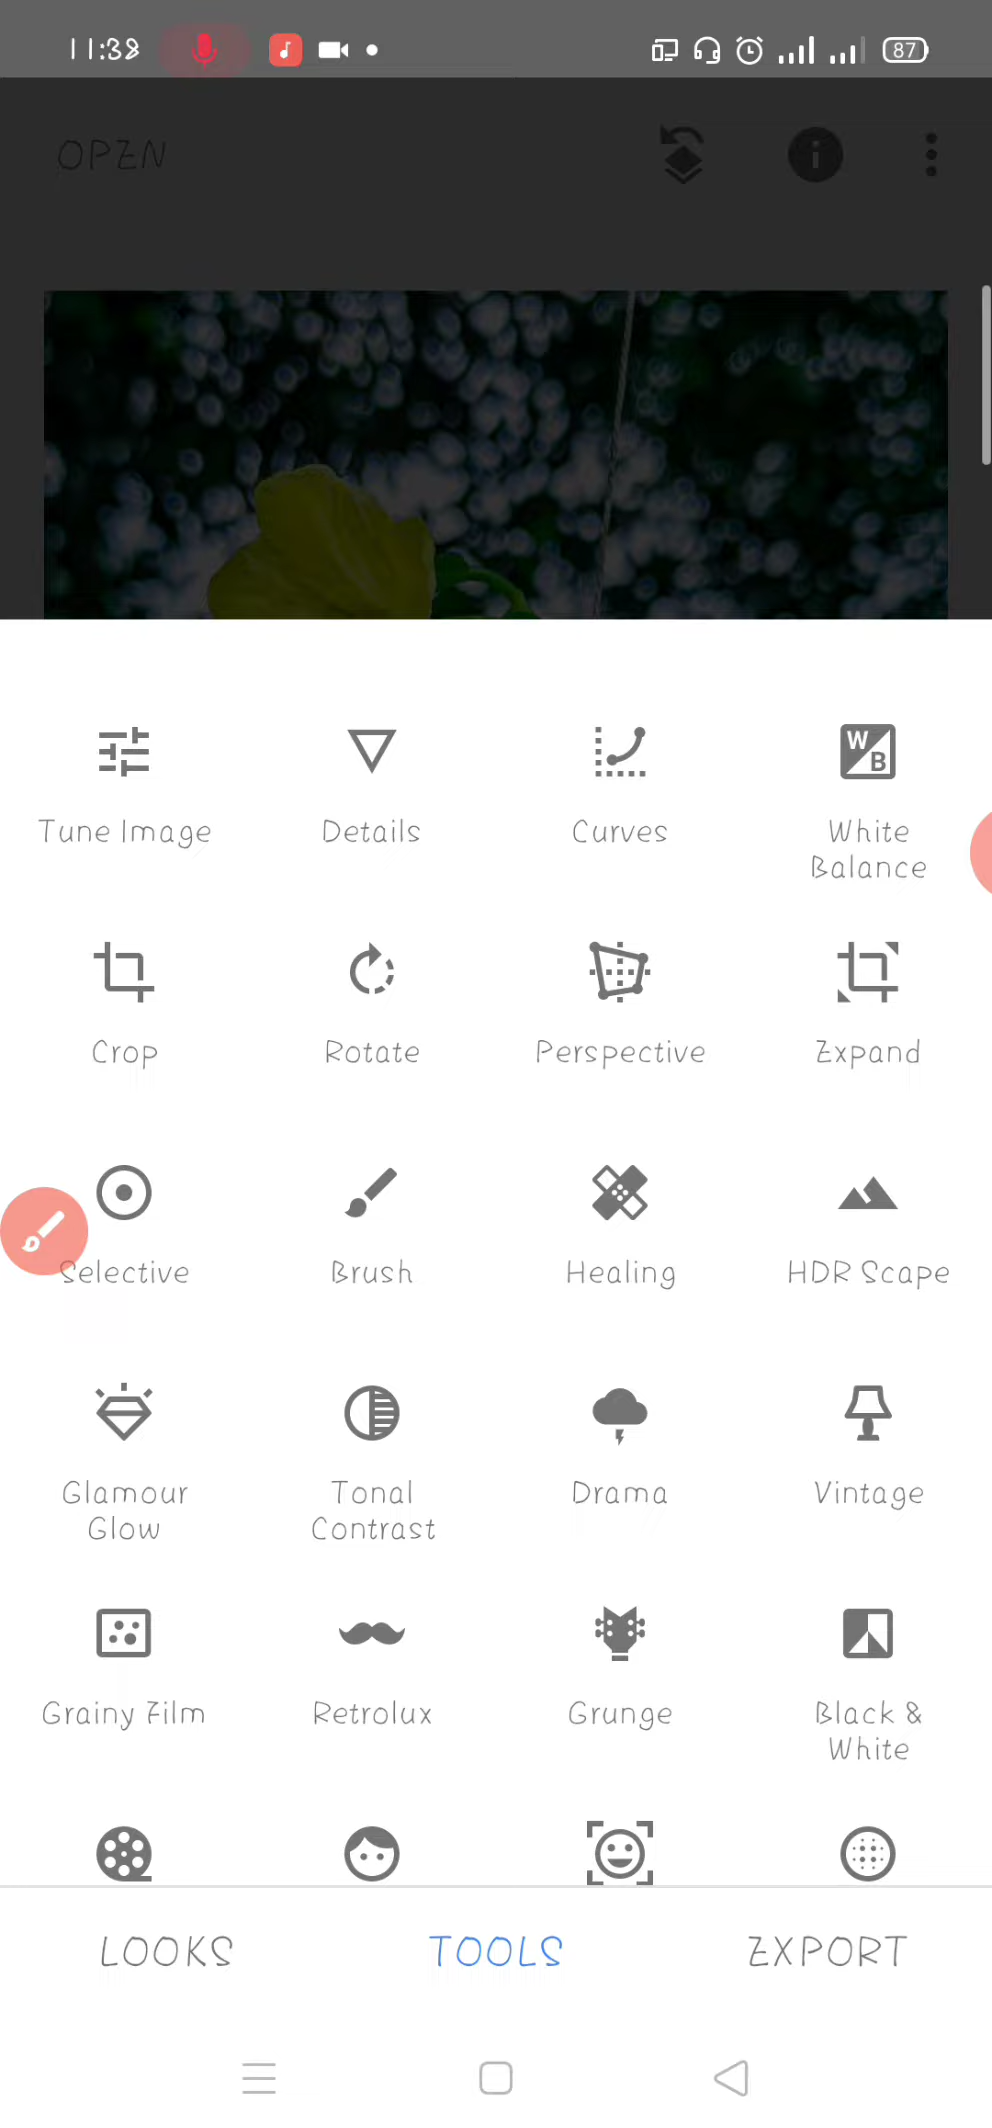 11:38
87
OPEN
Tune Image
Details
Curves
W
B
White
Balance
Crop
Rotate
Perspective
Expand
Selective
Brush
Healing
HDR Scape
Glamour
Glow
Tonal
Contrast
Drama
Vintage
Grainy Film
Retrolux
Grunge
Black &
White
LOOKS
TOOLS
EXPORT